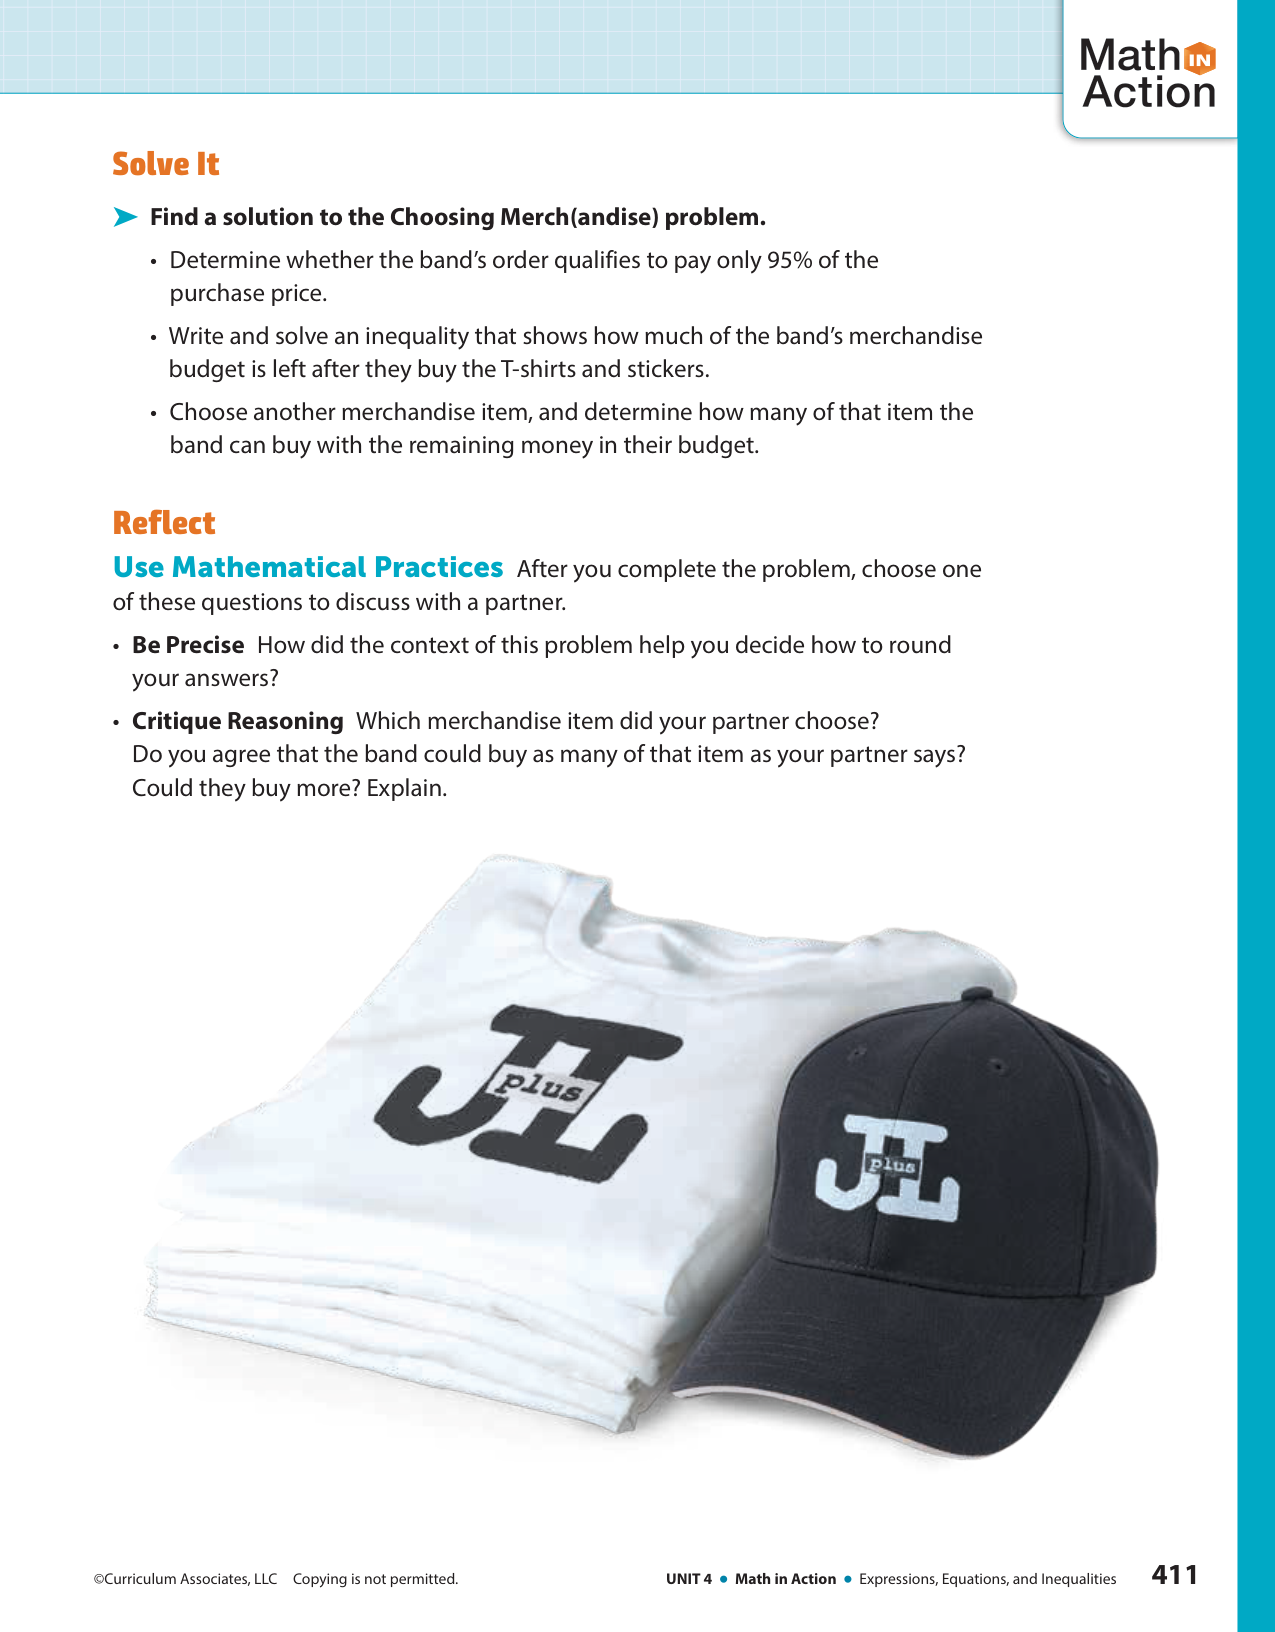 Math IN
Action
Solve It
➤ Find a solution to the Choosing Merch(andise) problem.
• Determine whether the band’s order qualifies to pay only 95% of the
purchase price.
• Write and solve an inequality that shows how much of the band’s merchandise
budget is left after they buy the T-shirts and stickers.
• Choose another merchandise item, and determine how many of that item the
band can buy with the remaining money in their budget.
Reflect
Use Mathematical Practices After you complete the problem, choose one
of these questions to discuss with a partner.
• Be Precise How did the context of this problem help you decide how to round
your answers?
• Critique Reasoning Which merchandise item did your partner choose?
Do you agree that the band could buy as many of that item as your partner says?
Could they buy more? Explain.
J plus L
J plus L
©Curriculum Associates, LLC Copying is not permitted.
UNIT 4 • Math in Action • Expressions, Equations, and Inequalities 411